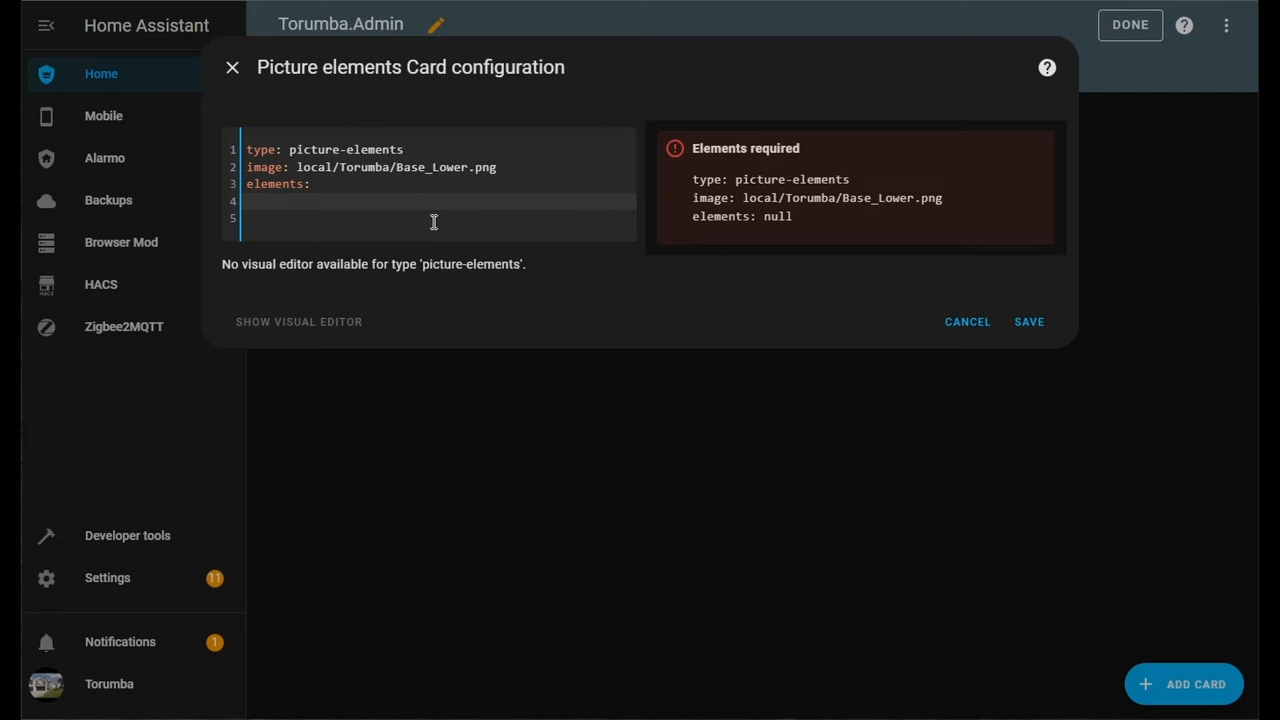 Home Assistant
Torumba.Admin
DONE
Home
Mobile
Alarmo
Backups
Browser Mod
HACS
HACS
Zigbee2MQTT
Developer tools
Settings
11
Notifications
1
Torumba
Picture elements Card configuration
1 type: picture-elements
2 image: local/Torumba/Base_Lower.png
3 elements:
4
5
No visual editor available for type 'picture-elements'.
Elements required
type: picture-elements
image: local/Torumba/Base_Lower.png
elements: null
SHOW VISUAL EDITOR
CANCEL
SAVE
ADD CARD